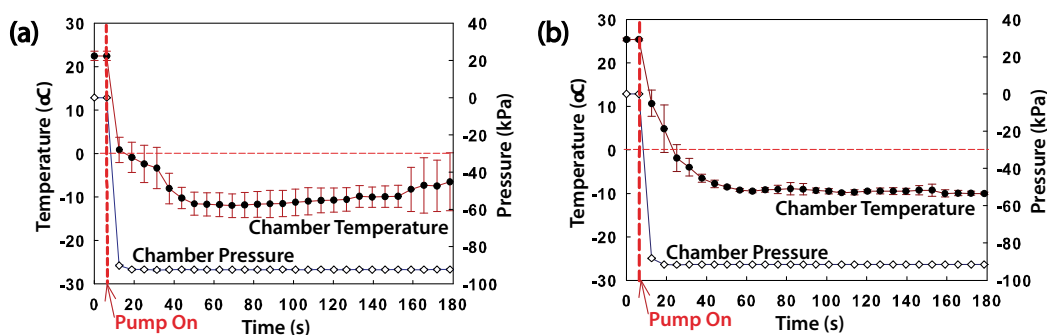 (a)
30
20
10
0
-10
-20
-30
Temperature (oC)
40
20
0
-20
-40
-60
-80
-100
Pressure (kPa)
Chamber Temperature
Chamber Pressure
0 20 40 60 80 100 120 140 160 180
Pump On
Time (s)
(b)
30
20
10
0
-10
-20
-30
Temperature (oC)
40
20
0
-20
-40
-60
-80
-100
Pressure (kPa)
Chamber Temperature
Chamber Pressure
0 20 40 60 80 100 120 140 160 180
Pump On
Time (s)